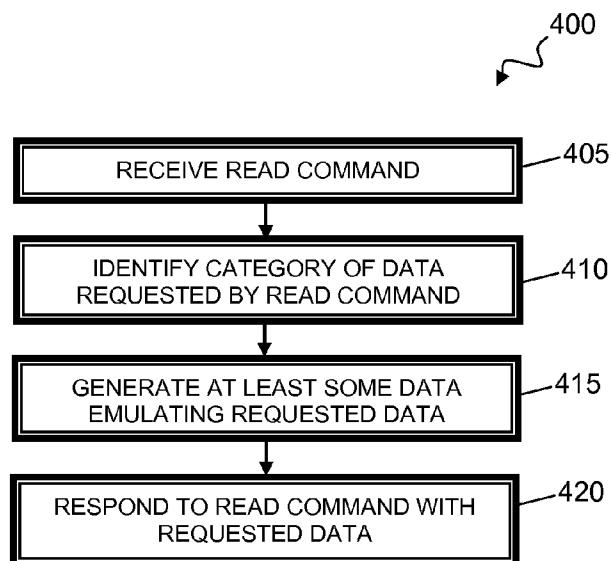 400
RECEIVE READ COMMAND
405
IDENTIFY CATEGORY OF DATA
REQUESTED BY READ COMMAND
410
GENERATE AT LEAST SOME DATA
EMULATING REQUESTED DATA
415
RESPOND TO READ COMMAND WITH
REQUESTED DATA
420